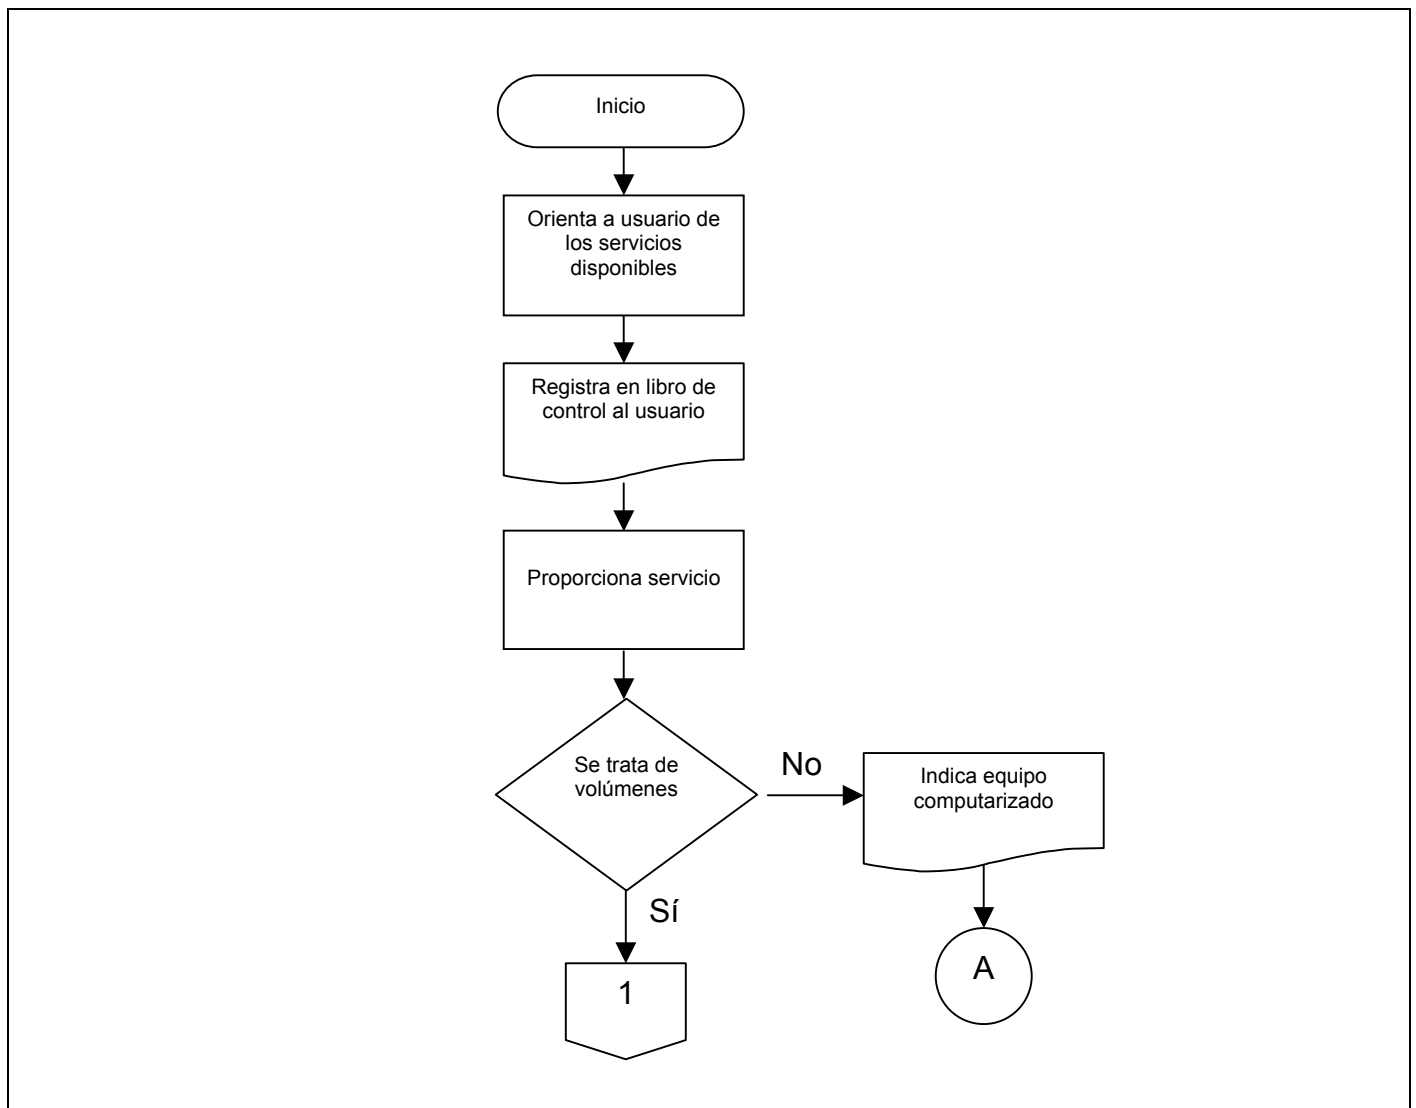 Inicio
Orienta a usuario de
los servicios
disponibles
Registra en libro de
control al usuario
Proporciona servicio
Se trata de
volúmenes
No
Indica equipo
computarizado
Sí
1
A